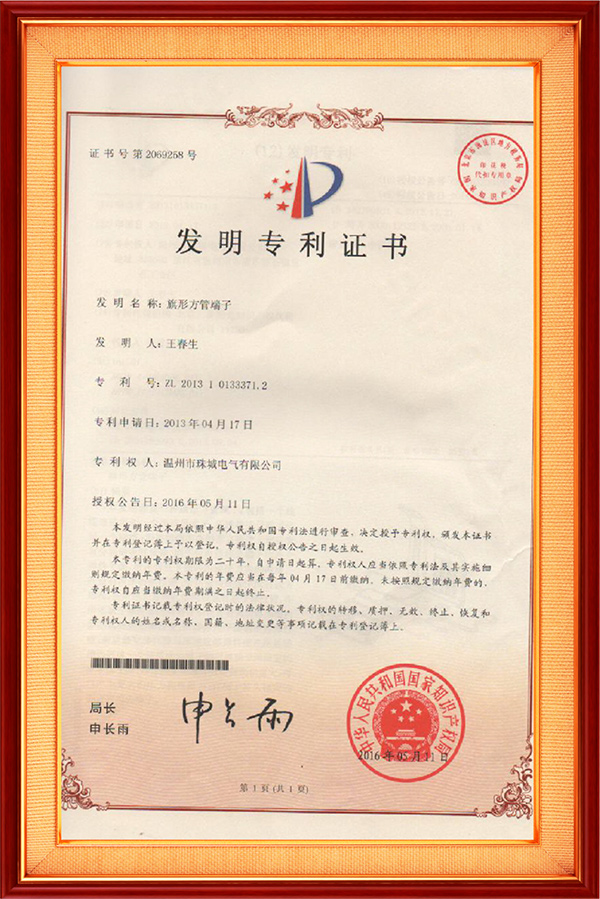 证书号第2069258号
发明专利证书
发明名称:旗形方管端子
发明人:王春生
专利号:ZL 2013 1 0133371.2
专利申请日:2013年04月17日
专利权人:温州市珠城电气有限公司
授权公告日:2016年05月11日
本发明经过本局依照中华人民共和国专利法进行审查,决定授予专利权,颁发本证书
并在专利登记簿上予以登记,专利权自授权公告之日起生效。
本专利的专利权期限为二十年,自申请日起算。专利权人应当依照专利法及其实施细
则规定缴纳年费。本专利的年费应当在每年04月17日前缴纳。未按照规定缴纳年费的,
专利权自应当缴纳年费期满之日起终止。
专利证书记载专利权登记时的法律状况。专利权的转移、质押、无效、终止、恢复和
专利权人的姓名或名称、国籍、地址变更等事项记载在专利登记簿上。
局长
申长雨
申长雨
中华人民共和国国家知识产权局
2016年05月11日
第1页(共1页)